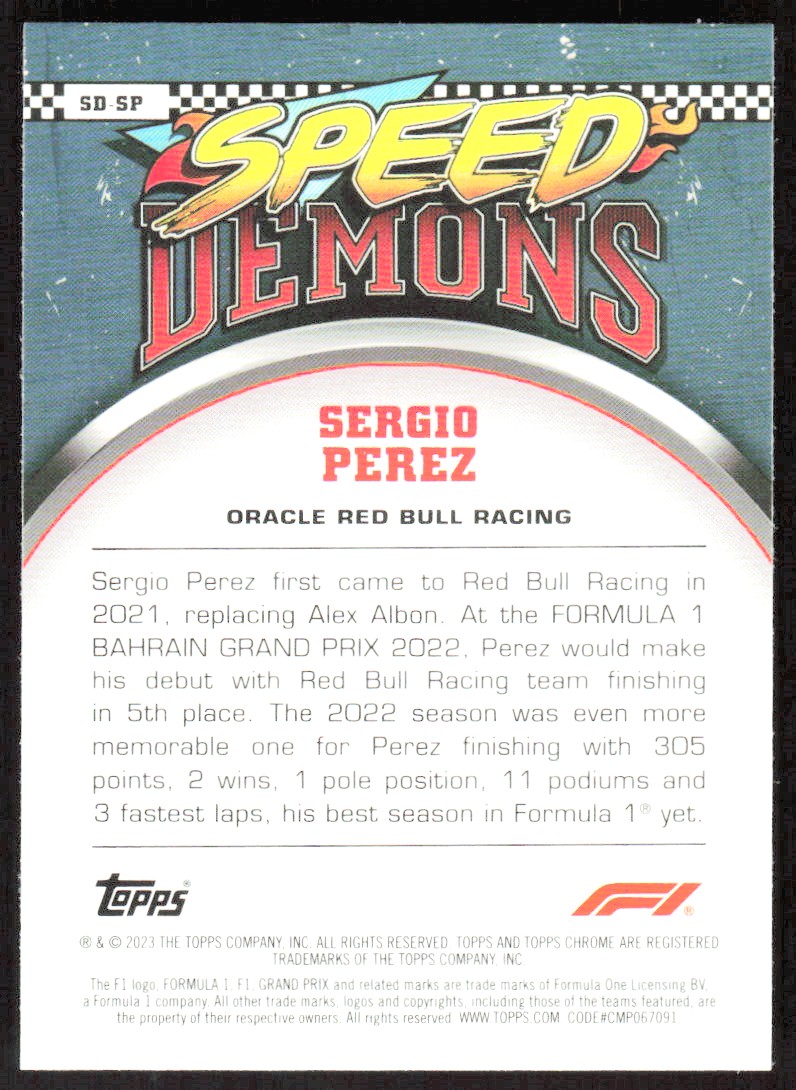 SD-SP
SPEED
DEMONS
SERGIO
PEREZ
ORACLE RED BULL RACING
Sergio Perez first came to Red Bull Racing in
2021, replacing Alex Albon. At the FORMULA 1
BAHRAIN GRAND PRIX 2022, Perez would make
his debut with Red Bull Racing team finishing
in 5th place. The 2022 season was even more
memorable one for Perez finishing with 305
points, 2 wins, 1 pole position, 11 podiums and
3 fastest laps, his best season in Formula 1® yet.
Topps® F1®
® & © 2023 THE TOPPS COMPANY, INC. ALL RIGHTS RESERVED. TOPPS AND TOPPS CHROME ARE REGISTERED
TRADEMARKS OF THE TOPPS COMPANY, INC.
The F1 logo, FORMULA 1, F1, GRAND PRIX and related marks are trade marks of Formula One Licensing BV,
a Formula 1 company. All other trade marks, logos and copyrights, including those of the teams featured, are
the property of their respective owners. All rights reserved. WWW.TOPPS.COM CODE#CMP067091